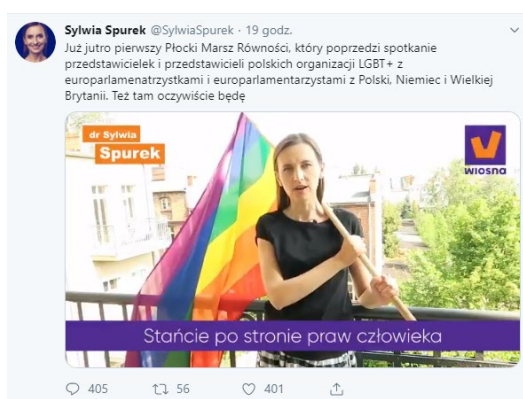 Sylwia Spurek @SylwiaSpurek · 19 godz.
Już jutro pierwszy Płocki Marsz Równości, który poprzedzi spotkanie
przedstawicielek i przedstawicieli polskich organizacji LGBT+ z
europarlamenatrzystkami i europarlamentarzystami z Polski, Niemiec i Wielkiej
Brytanii. Też tam oczywiście będę
dr Sylwia
Spurek
wiosna
Stańcie po stronie praw człowieka
405 56 401